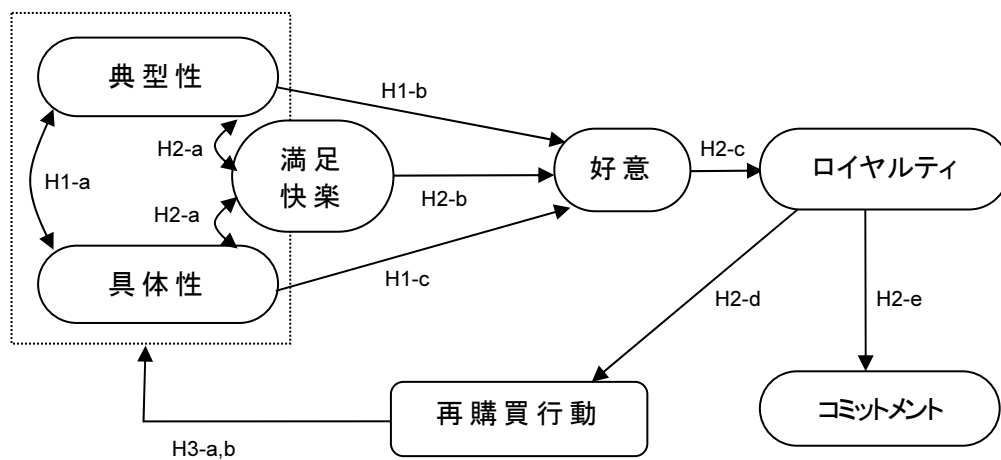 典型性
H1-b
H2-a
満足
快楽
好意
H2-c
ロイヤルティ
H1-a
H2-b
H2-a
具体性
H1-c
H2-d
H2-e
再購買行動
コミットメント
H3-a,b